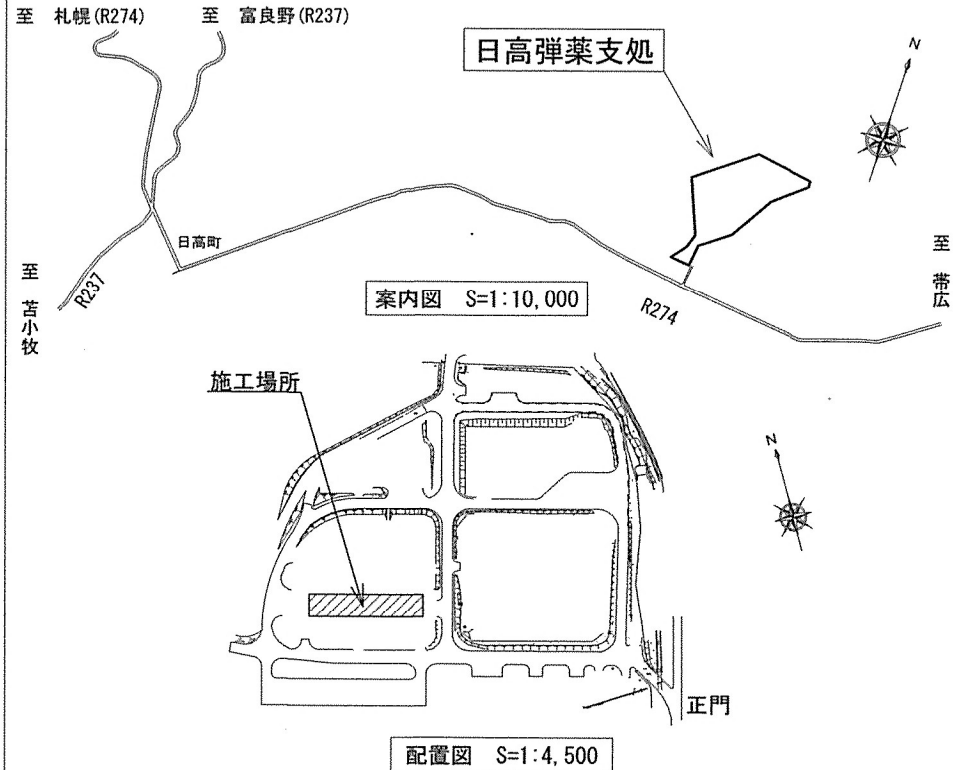 至 札幌(R274)
至 富良野(R237)
日高弾薬支処
N
日高町
至 苫小牧
R237
案内図 S=1:10,000
R274
至 帯広
施工場所
N
正門
配置図 S=1:4,500